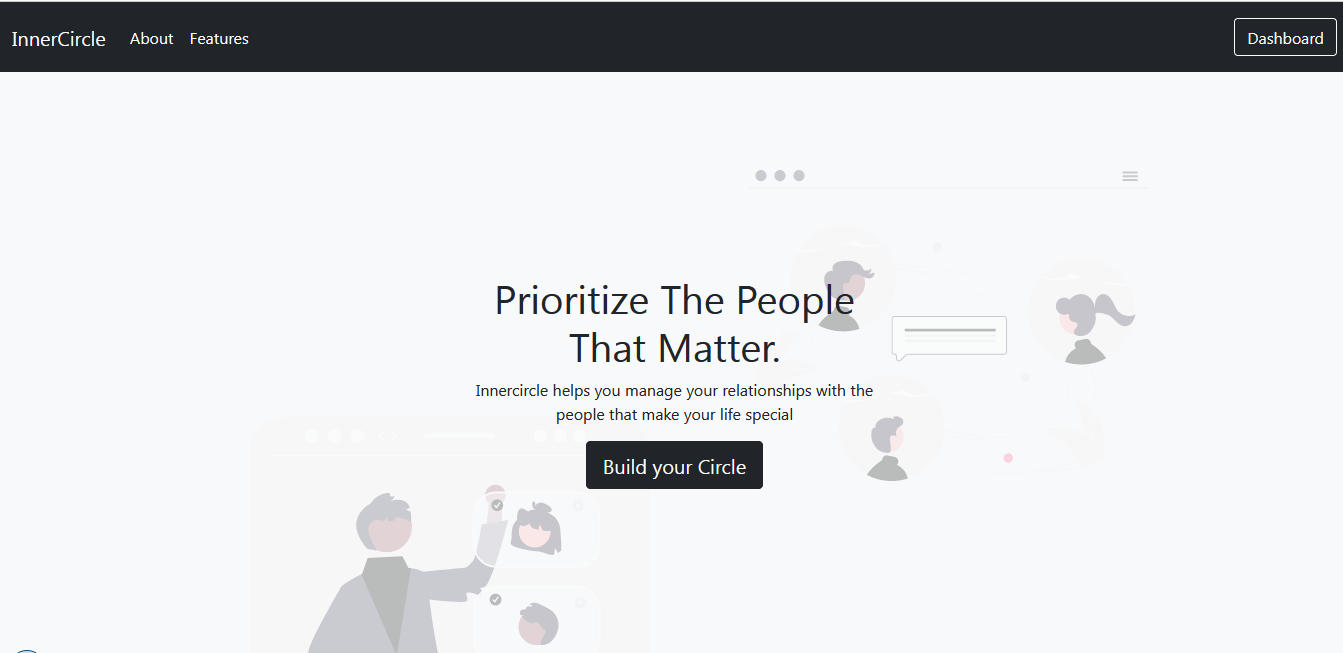 InnerCircle About Features Dashboard
Prioritize The People
That Matter.
Innercircle helps you manage your relationships with the
people that make your life special
Build your Circle